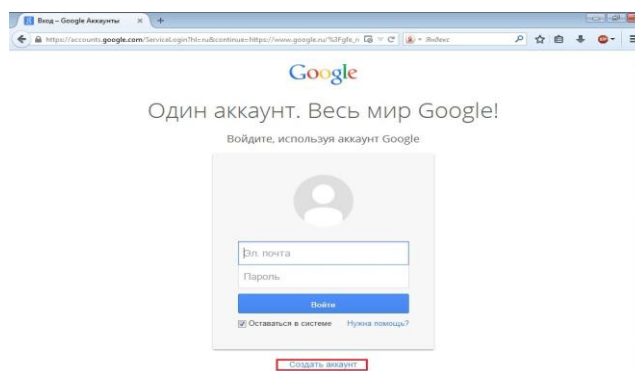 Вход – Google Аккаунты × +
https://accounts.google.com/ServiceLogin?hl=ru&continue=https://www.google.ru/%3Fgfe_r Яндекс
Google
Один аккаунт. Весь мир Google!
Войдите, используя аккаунт Google
Эл. почта
Пароль
Войти
Оставаться в системе Нужна помощь?
Создать аккаунт